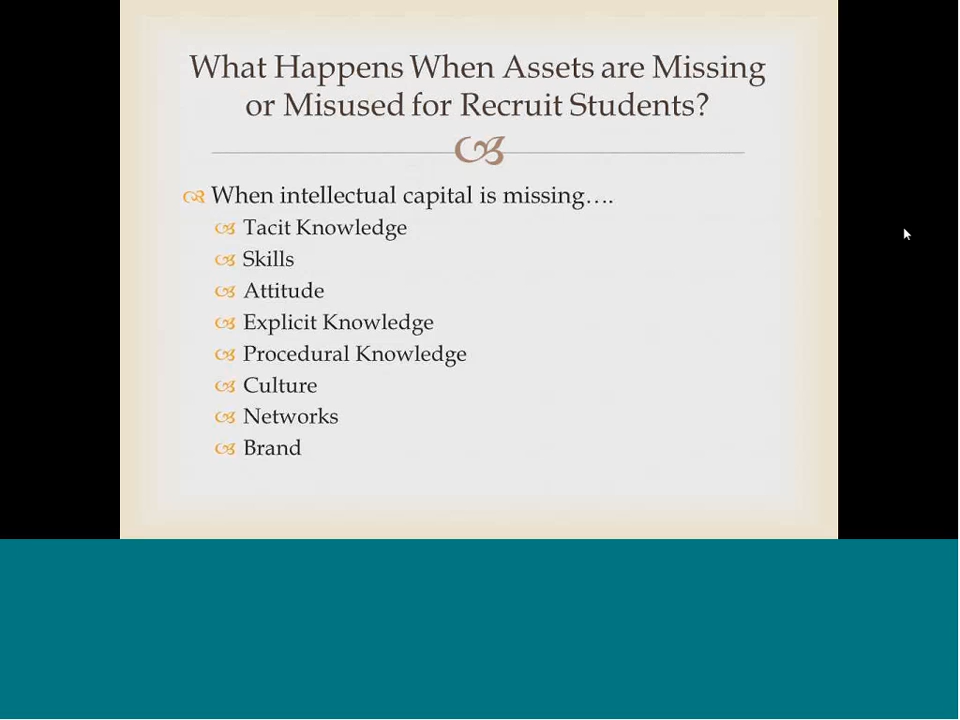 What Happens When Assets are Missing
or Misused for Recruit Students?
When intellectual capital is missing….
Tacit Knowledge
Skills
Attitude
Explicit Knowledge
Procedural Knowledge
Culture
Networks
Brand